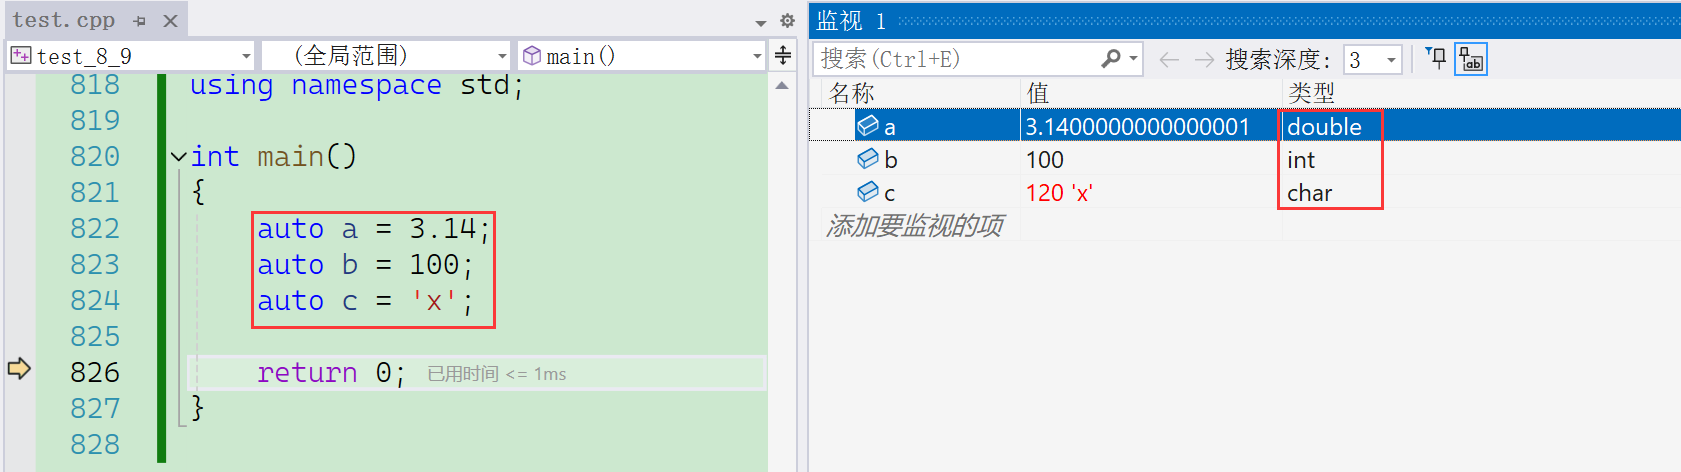 test.cpp
test_8_9
(全局范围)
main()
818 using namespace std;
819
820 int main()
821 {
822 auto a = 3.14;
823 auto b = 100;
824 auto c = 'x';
825
826 return 0; 已用时间 <= 1ms
827 }
828
监视 1
搜索(Ctrl+E)
搜索深度: 3
名称 值 类型
a 3.1400000000000001 double
b 100 int
c 120 'x' char
添加要监视的项